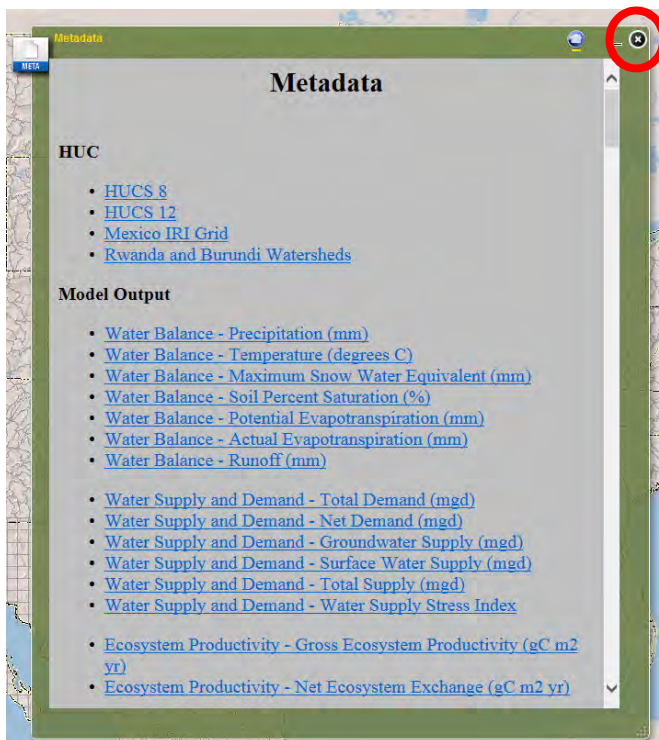 Metadata
META
Metadata
HUC
• HUCS 8
• HUCS 12
• Mexico IRI Grid
• Rwanda and Burundi Watersheds
Model Output
• Water Balance - Precipitation (mm)
• Water Balance - Temperature (degrees C)
• Water Balance - Maximum Snow Water Equivalent (mm)
• Water Balance - Soil Percent Saturation (%)
• Water Balance - Potential Evapotranspiration (mm)
• Water Balance - Actual Evapotranspiration (mm)
• Water Balance - Runoff (mm)
• Water Supply and Demand - Total Demand (mgd)
• Water Supply and Demand - Net Demand (mgd)
• Water Supply and Demand - Groundwater Supply (mgd)
• Water Supply and Demand - Surface Water Supply (mgd)
• Water Supply and Demand - Total Supply (mgd)
• Water Supply and Demand - Water Supply Stress Index
• Ecosystem Productivity - Gross Ecosystem Productivity (gC m2
yr)
• Ecosystem Productivity - Net Ecosystem Exchange (gC m2 yr)